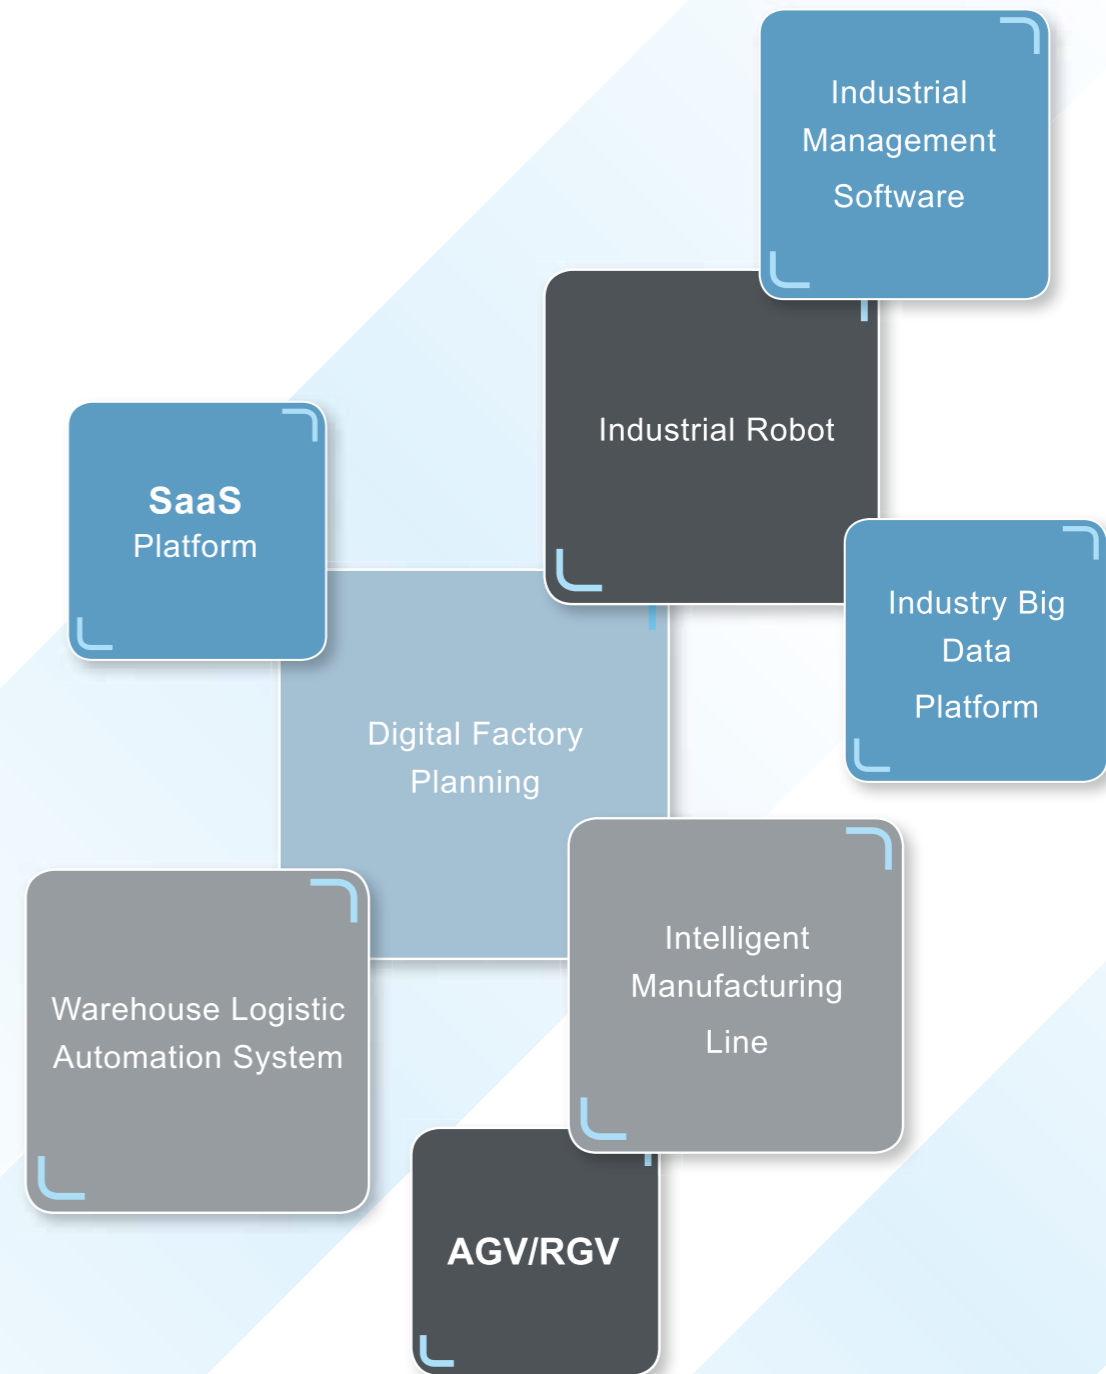 Industrial
Management
Software
Industrial Robot
SaaS
Platform
Industry Big
Data
Platform
Digital Factory
Planning
Intelligent
Manufacturing
Line
Warehouse Logistic
Automation System
AGV/RGV